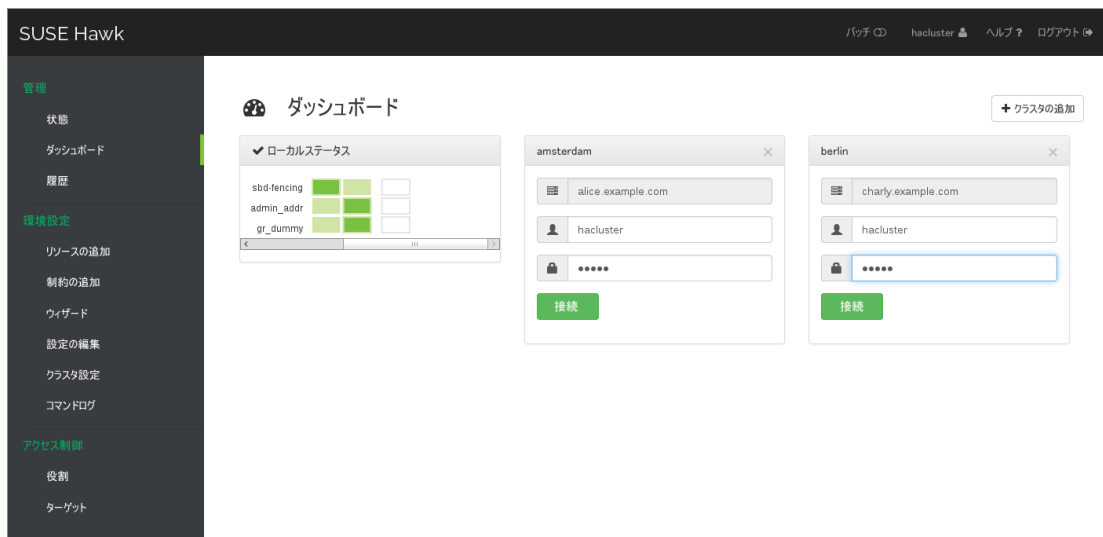 SUSE Hawk
バッチ
hacluster
ヘルプ ?
ログアウト
管理
状態
ダッシュボード
履歴
環境設定
リソースの追加
制約の追加
ウィザード
設定の編集
クラスタ設定
コマンドログ
アクセス制御
役割
ターゲット
ダッシュボード
+ クラスタの追加
ローカルステータス
sbd-fencing
admin_addr
gr_dummy
amsterdam
alice.example.com
hacluster
•••••
接続
berlin
charly.example.com
hacluster
•••••
接続